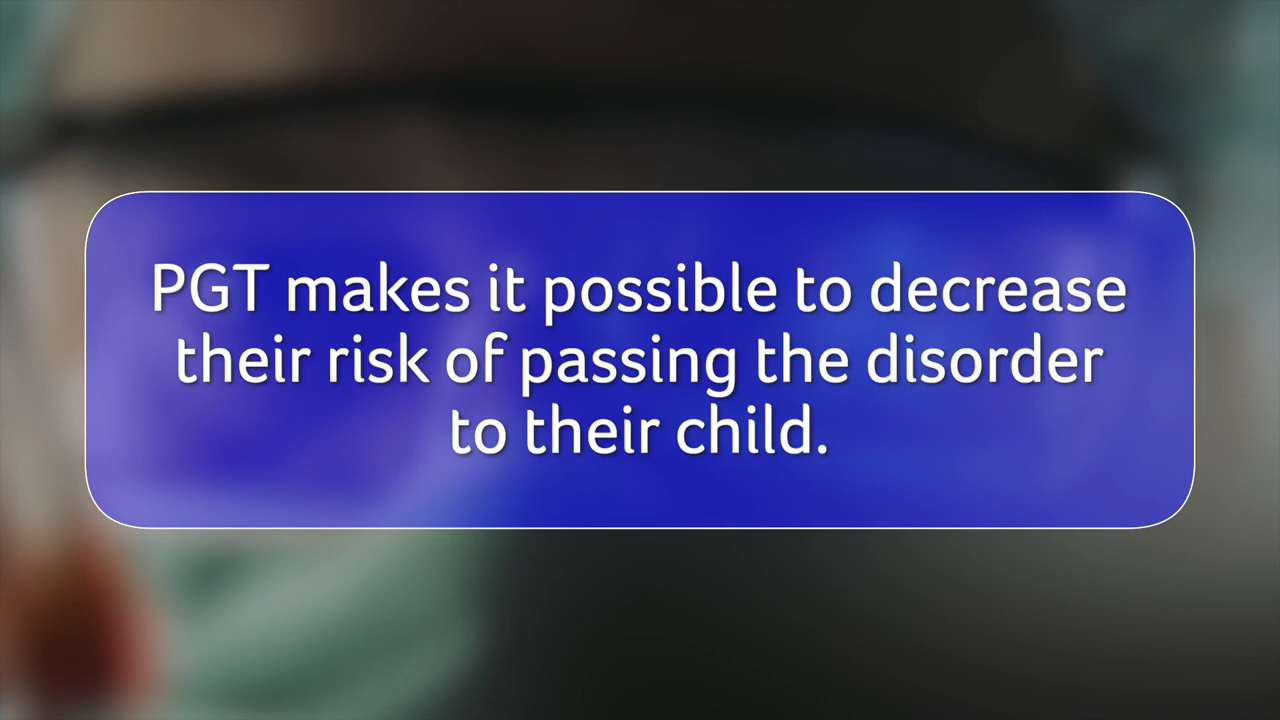 PGT makes it possible to decrease
their risk of passing the disorder
to their child.